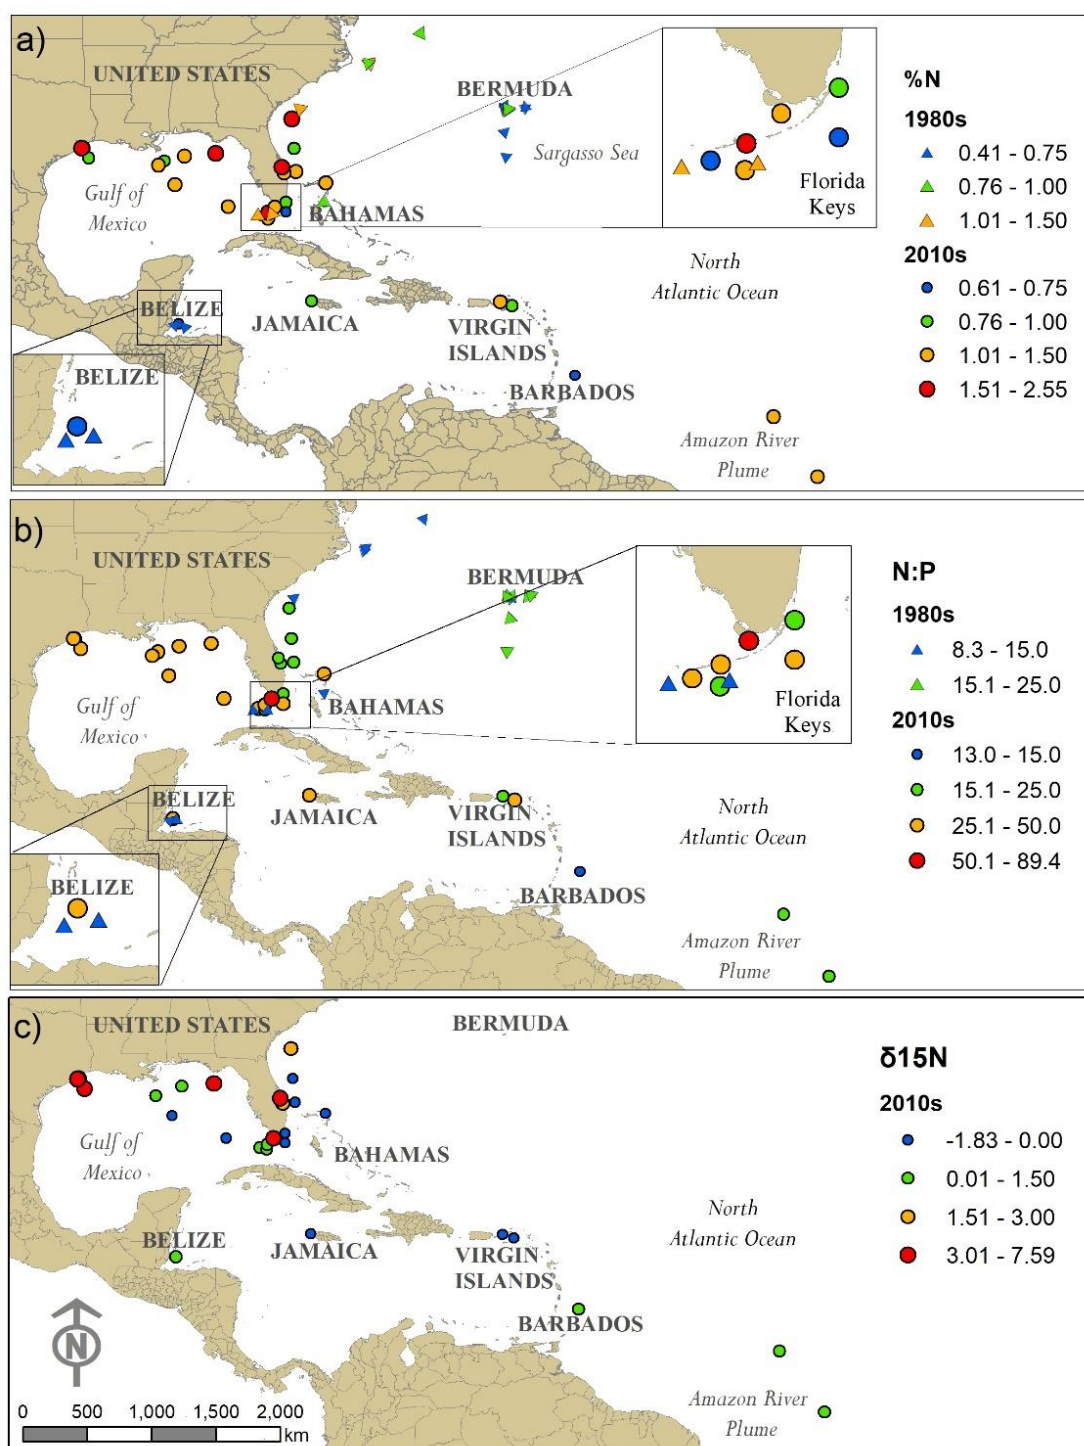 a)
UNITED STATES
BERMUDA
Sargasso Sea
Gulf of
Mexico
BAHAMAS
Florida
Keys
North
Atlantic Ocean
BELIZE
JAMAICA
VIRGIN
ISLANDS
BARBADOS
BELIZE
Amazon River
Plume
%N
1980s
0.41 - 0.75
0.76 - 1.00
1.01 - 1.50
2010s
0.61 - 0.75
0.76 - 1.00
1.01 - 1.50
1.51 - 2.55
b)
UNITED STATES
BERMUDA
Gulf of
Mexico
BAHAMAS
Florida
Keys
BELIZE
JAMAICA
VIRGIN
ISLANDS
North
Atlantic Ocean
BARBADOS
BELIZE
Amazon River
Plume
N:P
1980s
8.3 - 15.0
15.1 - 25.0
2010s
13.0 - 15.0
15.1 - 25.0
25.1 - 50.0
50.1 - 89.4
c)
UNITED STATES
BERMUDA
Gulf of
Mexico
BAHAMAS
North
Atlantic Ocean
BELIZE
JAMAICA
VIRGIN
ISLANDS
BARBADOS
Amazon River
Plume
δ15N
2010s
-1.83 - 0.00
0.01 - 1.50
1.51 - 3.00
3.01 - 7.59
N
0 500 1,000 1,500 2,000
km